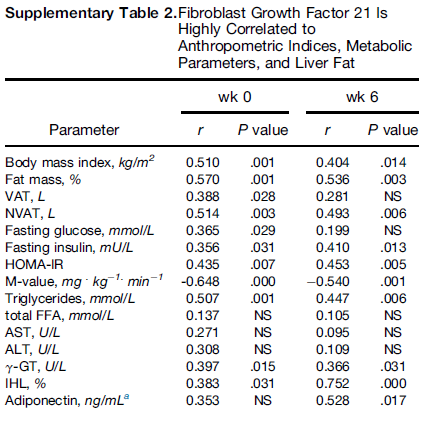 Supplementary Table 2. Fibroblast Growth Factor 21 Is
Highly Correlated to
Anthropometric Indices, Metabolic
Parameters, and Liver Fat
wk 0 wk 6
Parameter r P value r P value
Body mass index, kg/m² 0.510 .001 0.404 .014
Fat mass, % 0.570 .001 0.536 .003
VAT, L 0.388 .028 0.281 NS
NVAT, L 0.514 .003 0.493 .006
Fasting glucose, mmol/L 0.365 .029 0.199 NS
Fasting insulin, mU/L 0.356 .031 0.410 .013
HOMA-IR 0.435 .007 0.453 .005
M-value, mg · kg⁻¹· min⁻¹ -0.648 .000 −0.540 .001
Triglycerides, mmol/L 0.507 .001 0.447 .006
total FFA, mmol/L 0.137 NS 0.105 NS
AST, U/L 0.271 NS 0.095 NS
ALT, U/L 0.308 NS 0.109 NS
γ-GT, U/L 0.397 .015 0.366 .031
IHL, % 0.383 .031 0.752 .000
Adiponectin, ng/mLᵃ 0.353 NS 0.528 .017